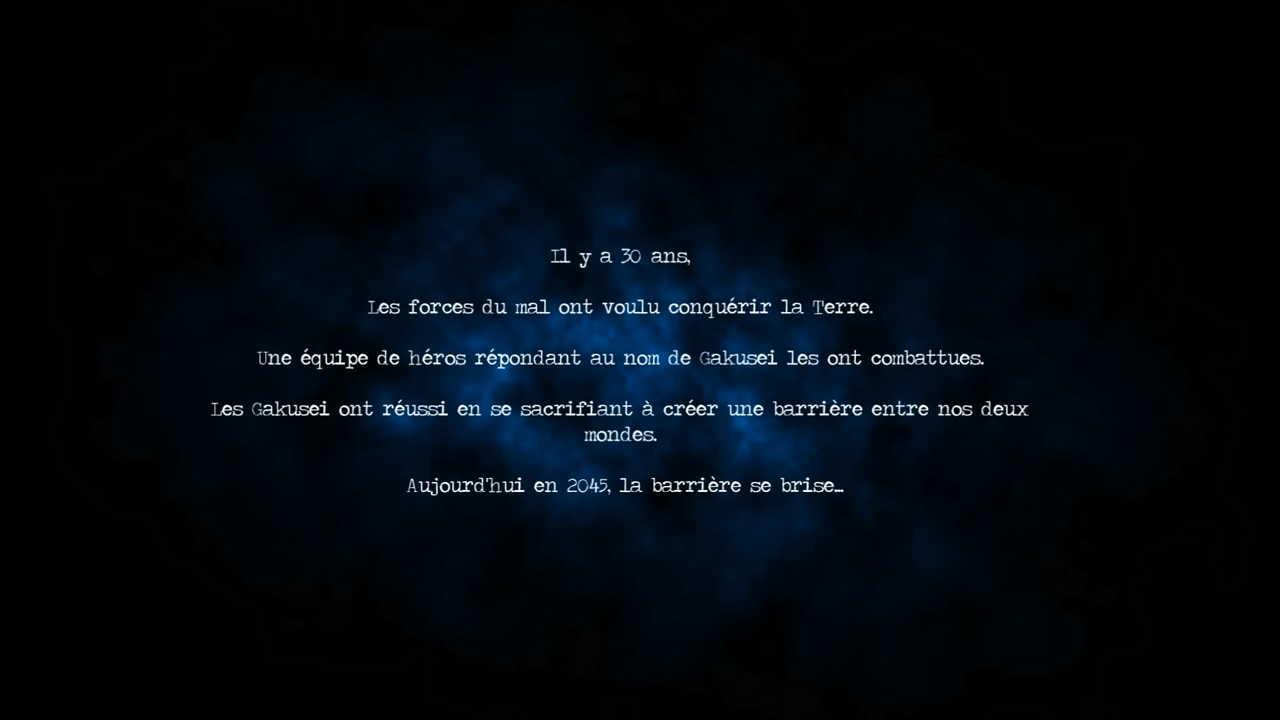 Il y a 30 ans,
Les forces du mal ont voulu conquérir la Terre.
Une équipe de héros répondant au nom de Gakusei les ont combattues.
Les Gakusei ont réussi en se sacrifiant à créer une barrière entre nos deux
mondes.
Aujourd'hui en 2045, la barrière se brise...